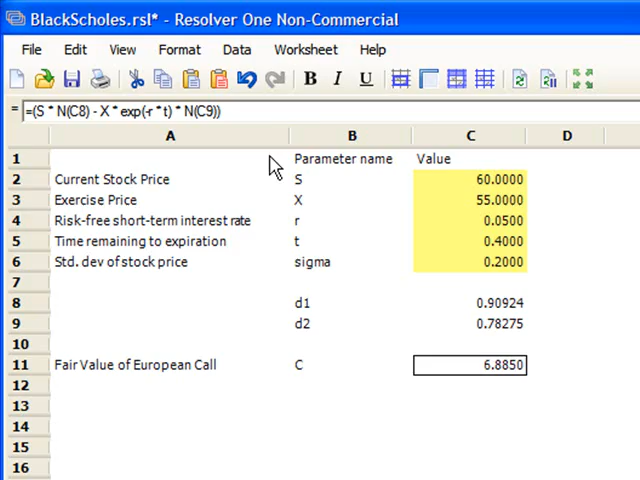 BlackScholes.rsl* - Resolver One Non-Commercial
File Edit View Format Data Worksheet Help
B I U
= =(S * N(C8) - X * exp(-r * t) * N(C9))
A B C D
1 Parameter name Value
2 Current Stock Price S 60.0000
3 Exercise Price X 55.0000
4 Risk-free short-term interest rate r 0.0500
5 Time remaining to expiration t 0.4000
6 Std. dev of stock price sigma 0.2000
7
8 d1 0.90924
9 d2 0.78275
10
11 Fair Value of European Call C 6.8850
12
13
14
15
16